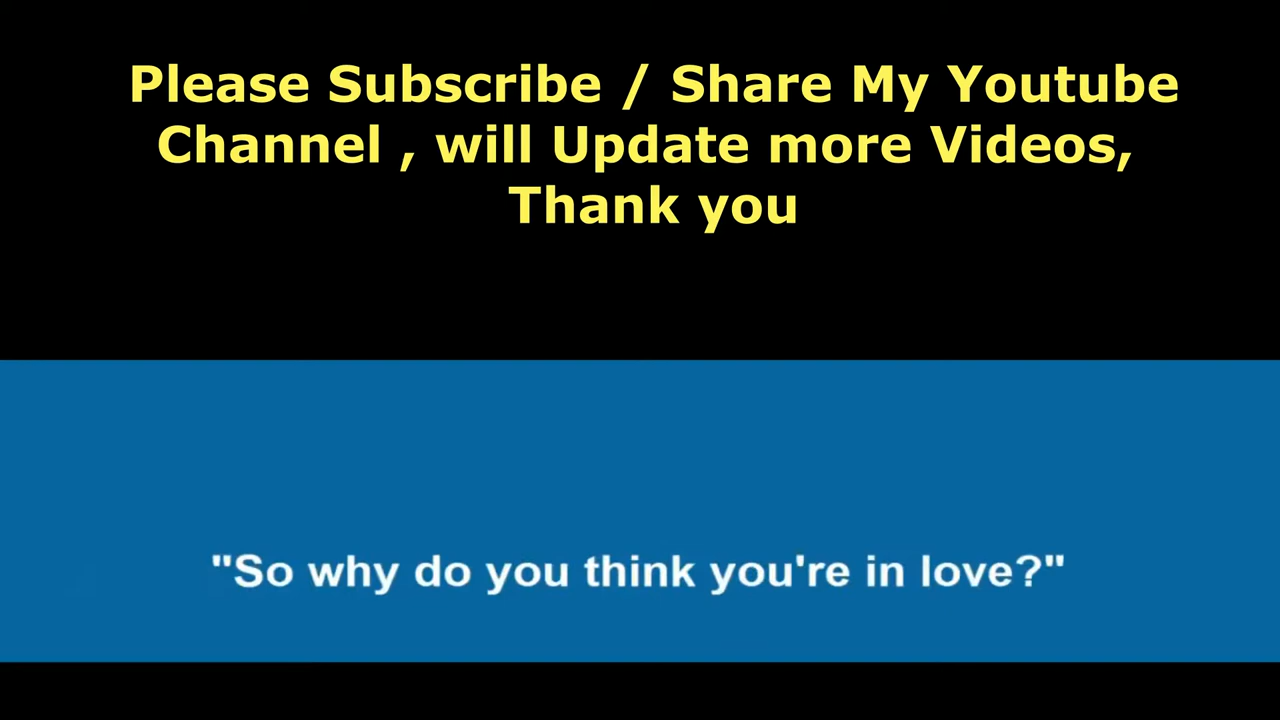 Please Subscribe / Share My Youtube
Channel , will Update more Videos,
Thank you
"So why do you think you're in love?"